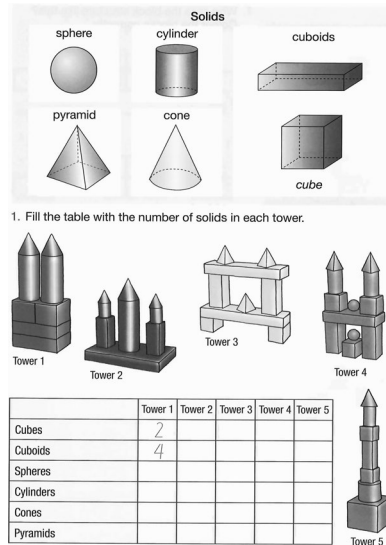 Solids
sphere
cylinder
cuboids
pyramid
cone
cube
1. Fill the table with the number of solids in each tower.
Tower 1
Tower 2
Tower 3
Tower 4
Tower 1 Tower 2 Tower 3 Tower 4 Tower 5
Cubes 2
Cuboids 4
Spheres
Cylinders
Cones
Pyramids
Tower 5